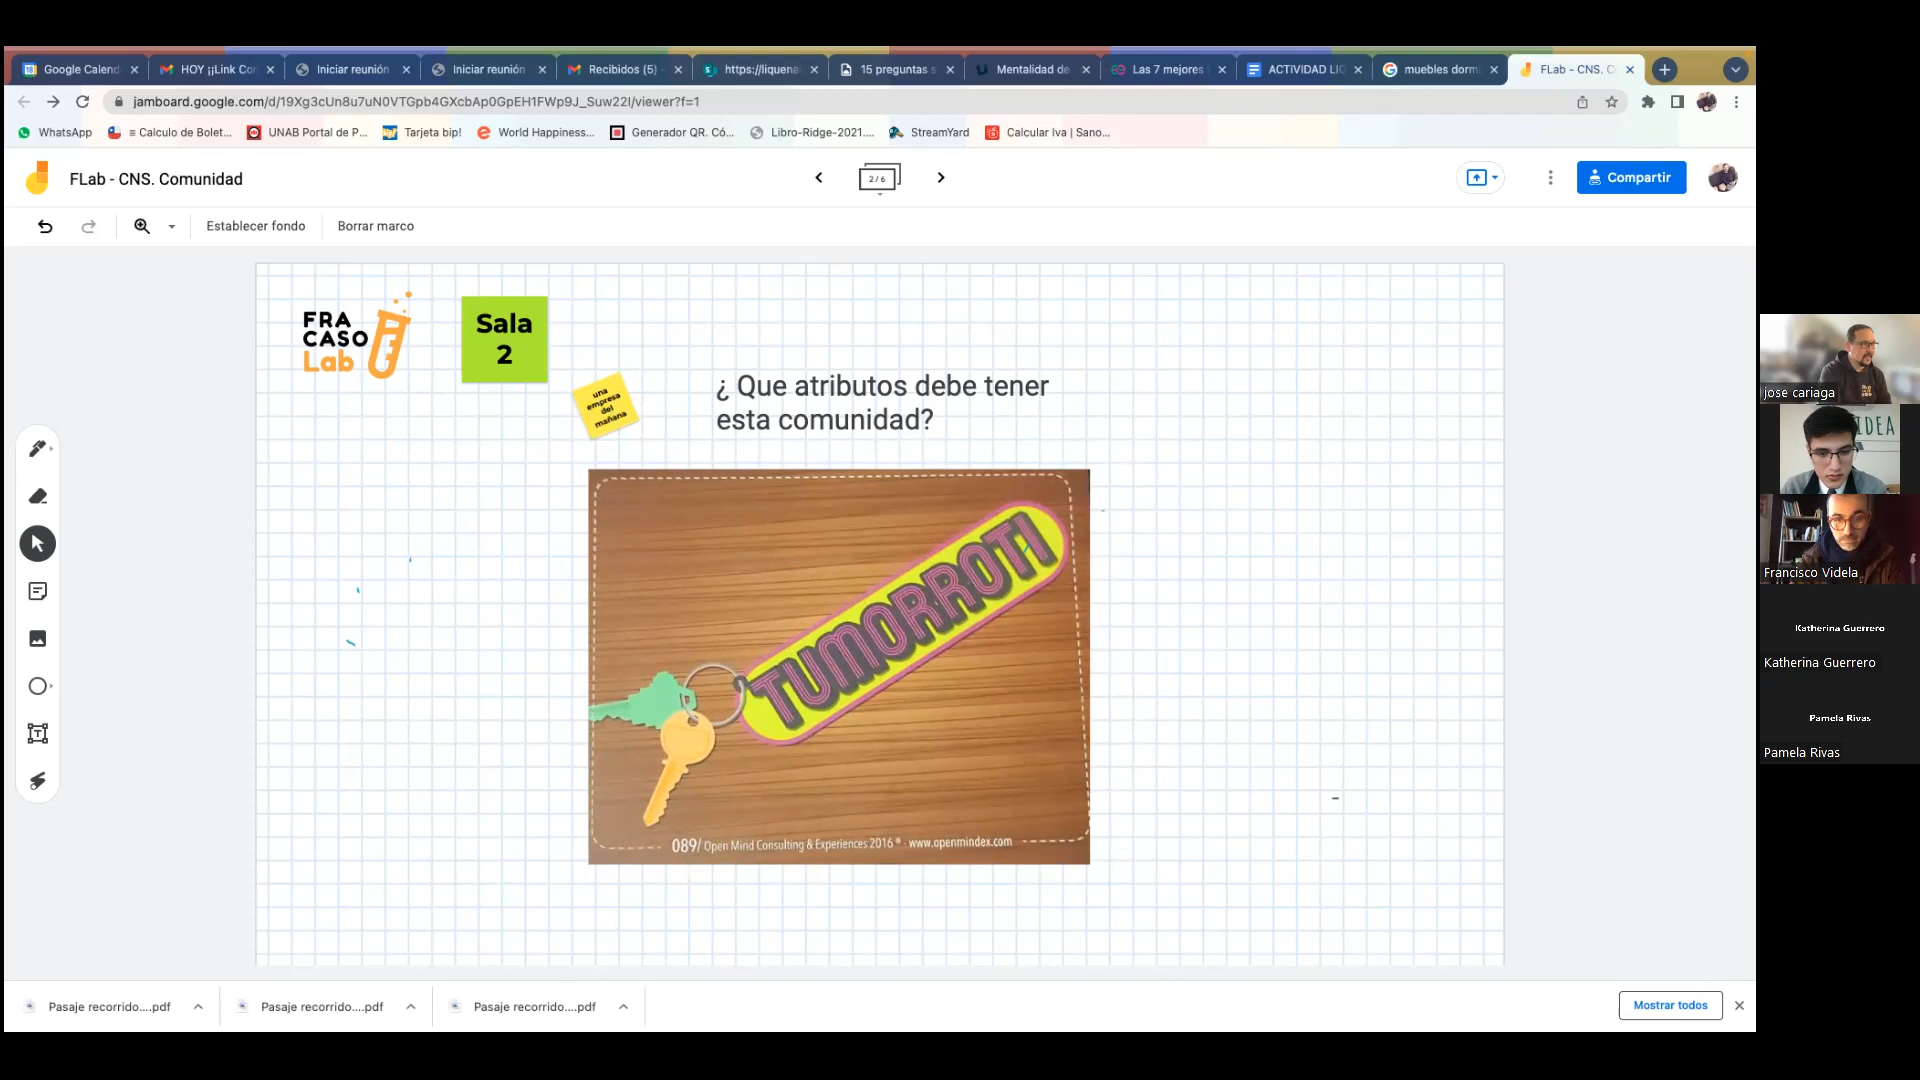 Google Calend
HOY ¡¡Link Con
Iniciar reunión
Iniciar reunión
Recibidos (5) -
https://liquena
15 preguntas s
Mentalidad de
Las 7 mejores
ACTIVIDAD LIQ
muebles dorm
FLab - CNS. C
jamboard.google.com/d/19Xg3cUn8u7uN0VTGpb4GXcbAp0GpEH1FWp9J_Suw22I/viewer?f=1
WhatsApp
≡ Calculo de Bolet...
UNAB Portal de P...
Tarjeta bip!
World Happiness...
Generador QR. Có...
Libro-Ridge-2021....
StreamYard
Calcular Iva | Sano...
FLab - CNS. Comunidad
2 / 6
Compartir
Establecer fondo
Borrar marco
FRA
CASO
Lab
Sala
2
una
empresa
del
mañana
¿ Que atributos debe tener
esta comunidad?
TUMORROTI
089/ Open Mind Consulting & Experiences 2016 ® · www.openmindex.com
jose cariaga
IDEA
Francisco Videla
Katherina Guerrero
Katherina Guerrero
Pamela Rivas
Pamela Rivas
Pasaje recorrido....pdf
Pasaje recorrido....pdf
Pasaje recorrido....pdf
Mostrar todos